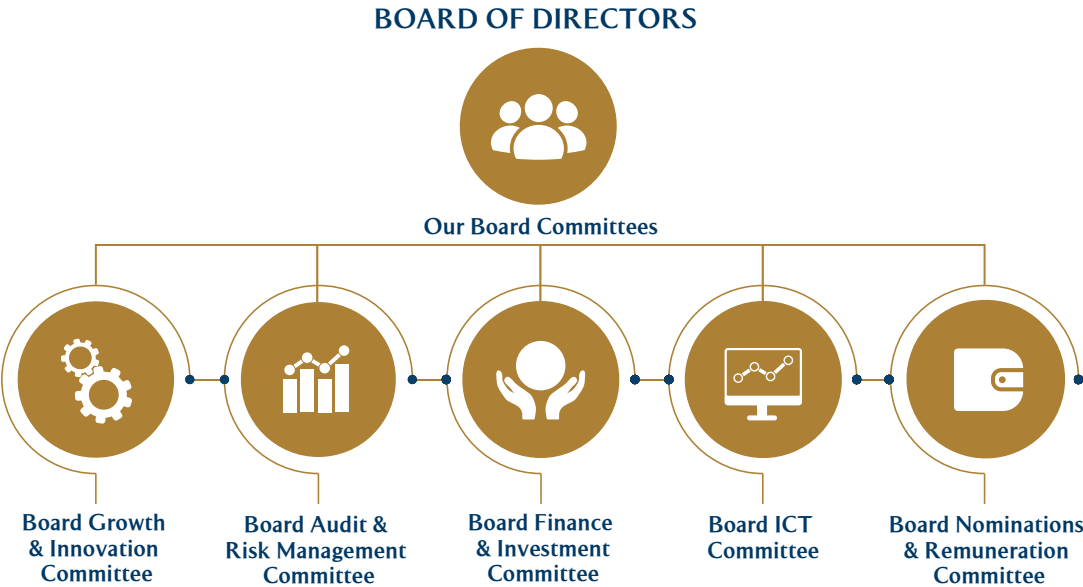 BOARD OF DIRECTORS
Our Board Committees
Board Growth
& Innovation
Committee
Board Audit &
Risk Management
Committee
Board Finance
& Investment
Committee
Board ICT
Committee
Board Nominations
& Remuneration
Committee